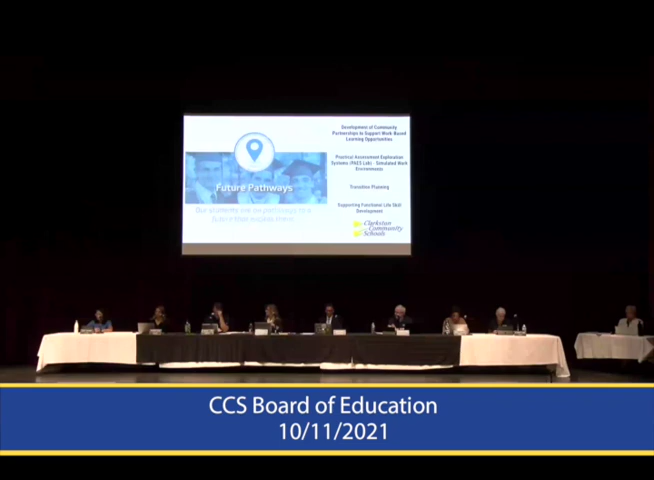 Development of Community
Partnerships to Support Work-Based
Learning Opportunities
Practical Assessment Exploration
Systems (PAES Lab) - Simulated Work
Environments
Future Pathways
Transition Planning
Supporting Functional Life Skill
Development
Clarkston
Community
Schools
CCS Board of Education
10/11/2021